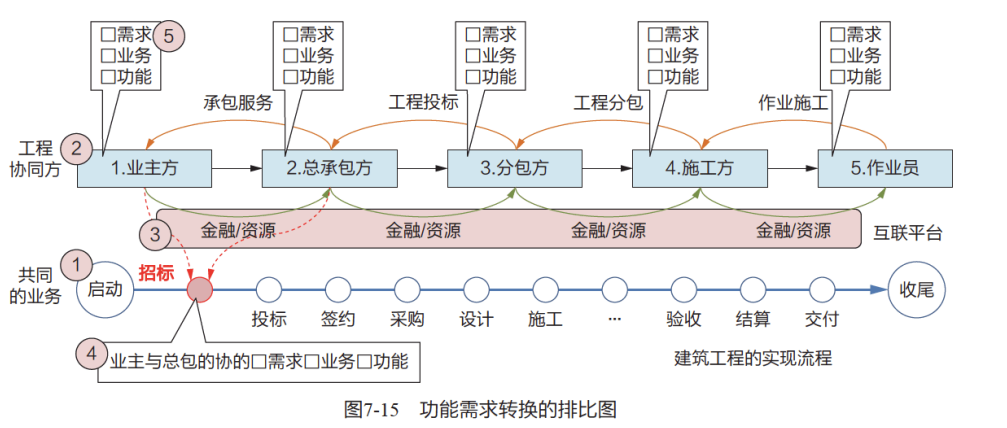 □需求
□业务
□功能
5
□需求
□业务
□功能
□需求
□业务
□功能
□需求
□业务
□功能
□需求
□业务
□功能
承包服务
工程投标
工程分包
作业施工
工程
协同方
2
1.业主方
2.总承包方
3.分包方
4.施工方
5.作业员
3
金融/资源
金融/资源
金融/资源
金融/资源
互联平台
共同
的业务
1
启动
招标
投标
签约
采购
设计
施工
…
验收
结算
交付
收尾
4
业主与总包的协的□需求□业务□功能
建筑工程的实现流程
图7-15 功能需求转换的排比图